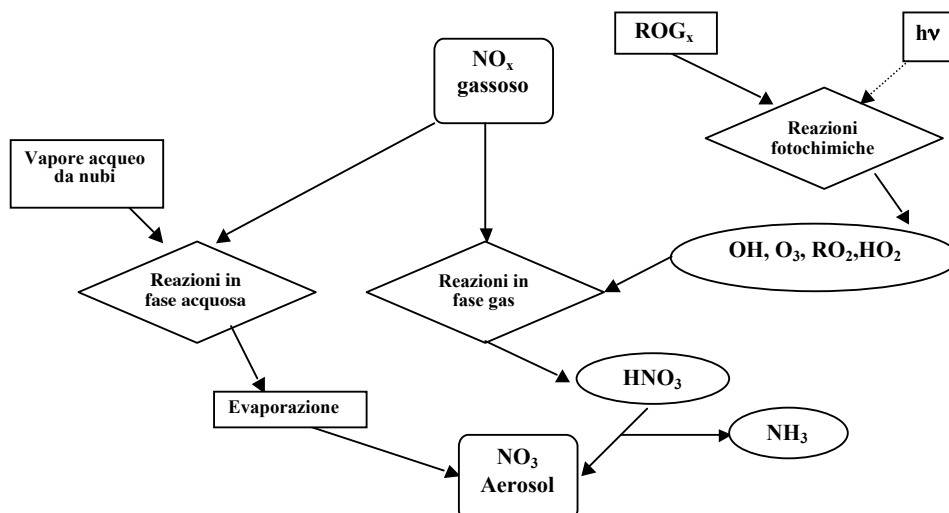 ROGₓ
hν
NOₓ
gassoso
Reazioni
fotochimiche
Vapore acqueo
da nubi
OH, O₃, RO₂,HO₂
Reazioni in
fase acquosa
Reazioni in
fase gas
HNO₃
Evaporazione
NH₃
NO₃
Aerosol